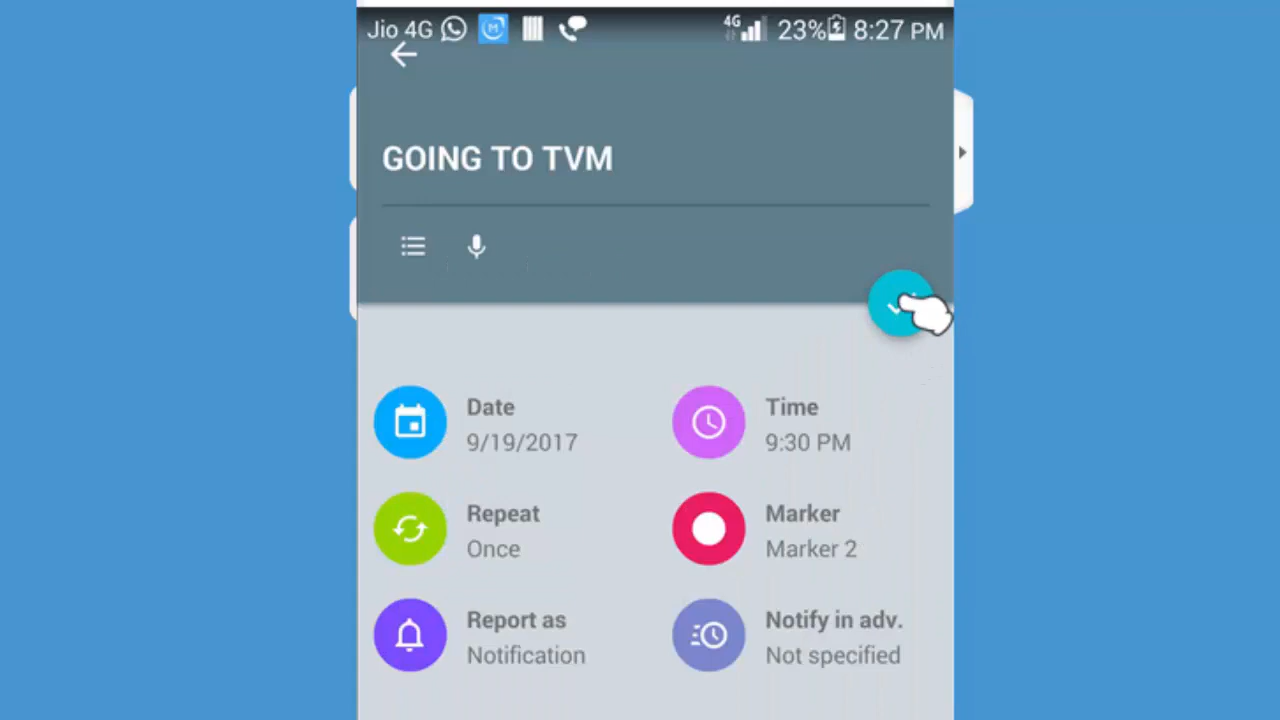 Jio 4G 4G 23% 8:27 PM
GOING TO TVM
Date
9/19/2017
Time
9:30 PM
Repeat
Once
Marker
Marker 2
Report as
Notification
Notify in adv.
Not specified